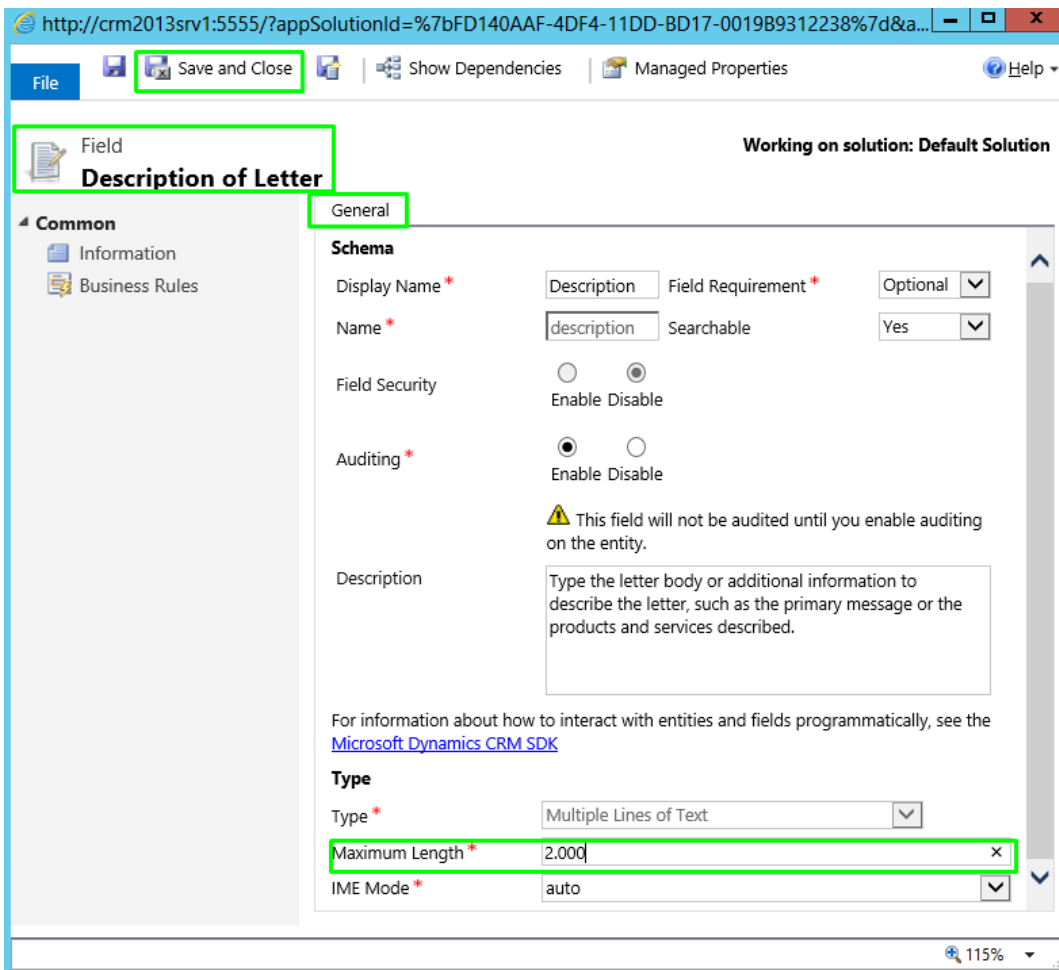 http://crm2013srv1:5555/?appSolutionId=%7bFD140AAF-4DF4-11DD-BD17-0019B9312238%7d&a...
File
Save and Close
Show Dependencies
Managed Properties
Help
Field
Description of Letter
Working on solution: Default Solution
Common
Information
Business Rules
General
Schema
Display Name * Description Field Requirement * Optional
Name * description Searchable Yes
Field Security
Enable Disable
Auditing *
Enable Disable
This field will not be audited until you enable auditing
on the entity.
Description
Type the letter body or additional information to
describe the letter, such as the primary message or the
products and services described.
For information about how to interact with entities and fields programmatically, see the
Microsoft Dynamics CRM SDK
Type
Type * Multiple Lines of Text
Maximum Length * 2.000
IME Mode * auto
115%